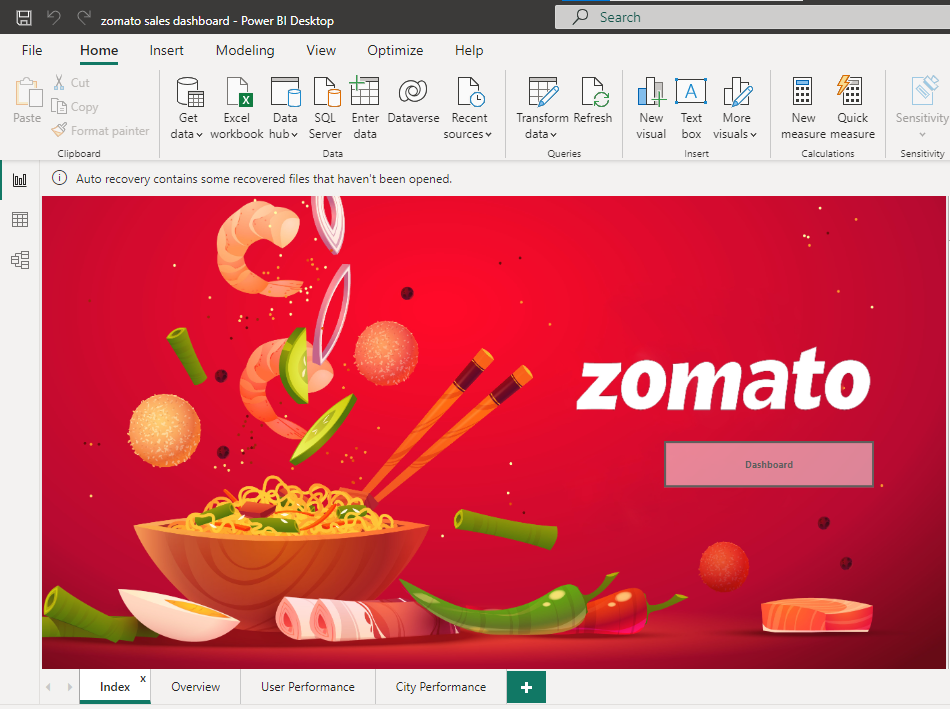 zomato sales dashboard - Power BI Desktop
Search
File Home Insert Modeling View Optimize Help
Paste
Cut
Copy
Format painter
Clipboard
Get data
Excel workbook
Data hub
SQL Server
Enter data
Dataverse
Recent sources
Data
Transform data
Refresh
Queries
New visual
Text box
More visuals
Insert
New measure
Quick measure
Calculations
Sensitivity
Sensitivity
Auto recovery contains some recovered files that haven't been opened.
zomato
Dashboard
Index x Overview User Performance City Performance +